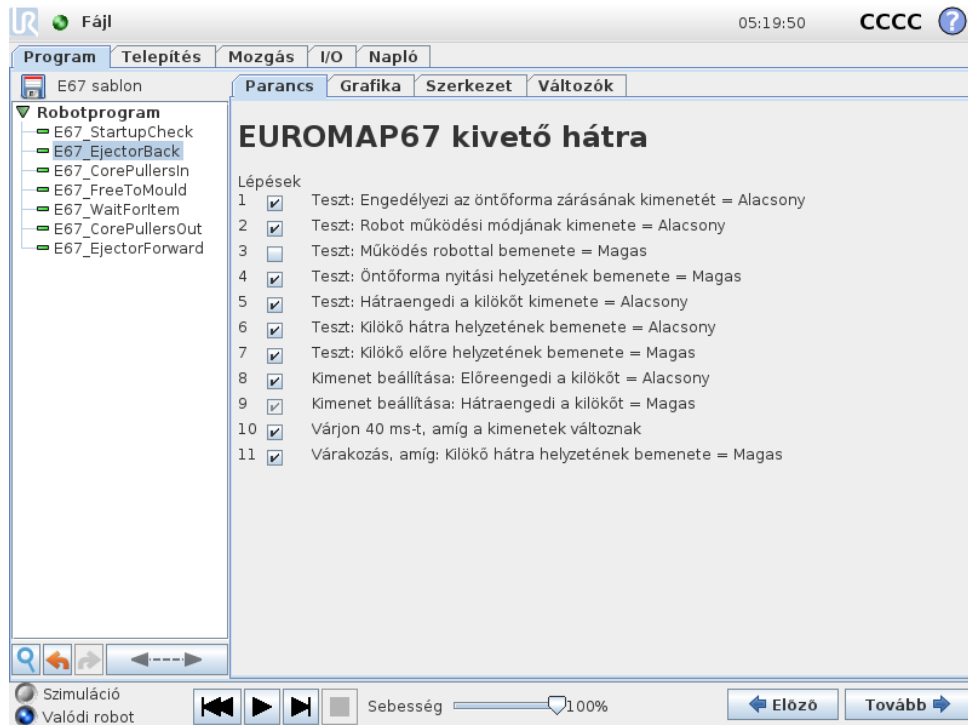 UR Fájl 05:19:50 CCCC ?
Program Telepítés Mozgás I/O Napló
E67 sablon
Parancs Grafika Szerkezet Változók
Robotprogram
E67_StartupCheck
E67_EjectorBack
E67_CorePullersIn
E67_FreeToMould
E67_WaitForItem
E67_CorePullersOut
E67_EjectorForward
EUROMAP67 kivető hátra
Lépések
1 Teszt: Engedélyezi az öntőforma zárásának kimenetét = Alacsony
2 Teszt: Robot működési módjának kimenete = Alacsony
3 Teszt: Működés robottal bemenete = Magas
4 Teszt: Öntőforma nyitási helyzetének bemenete = Magas
5 Teszt: Hátraengedi a kilökőt kimenete = Alacsony
6 Teszt: Kilökő hátra helyzetének bemenete = Alacsony
7 Teszt: Kilökő előre helyzetének bemenete = Magas
8 Kimenet beállítása: Előreengedi a kilökőt = Alacsony
9 Kimenet beállítása: Hátraengedi a kilökőt = Magas
10 Várjon 40 ms-t, amíg a kimenetek változnak
11 Várakozás, amíg: Kilökő hátra helyzetének bemenete = Magas
Szimuláció
Valódi robot
Sebesség 100%
Előző Tovább